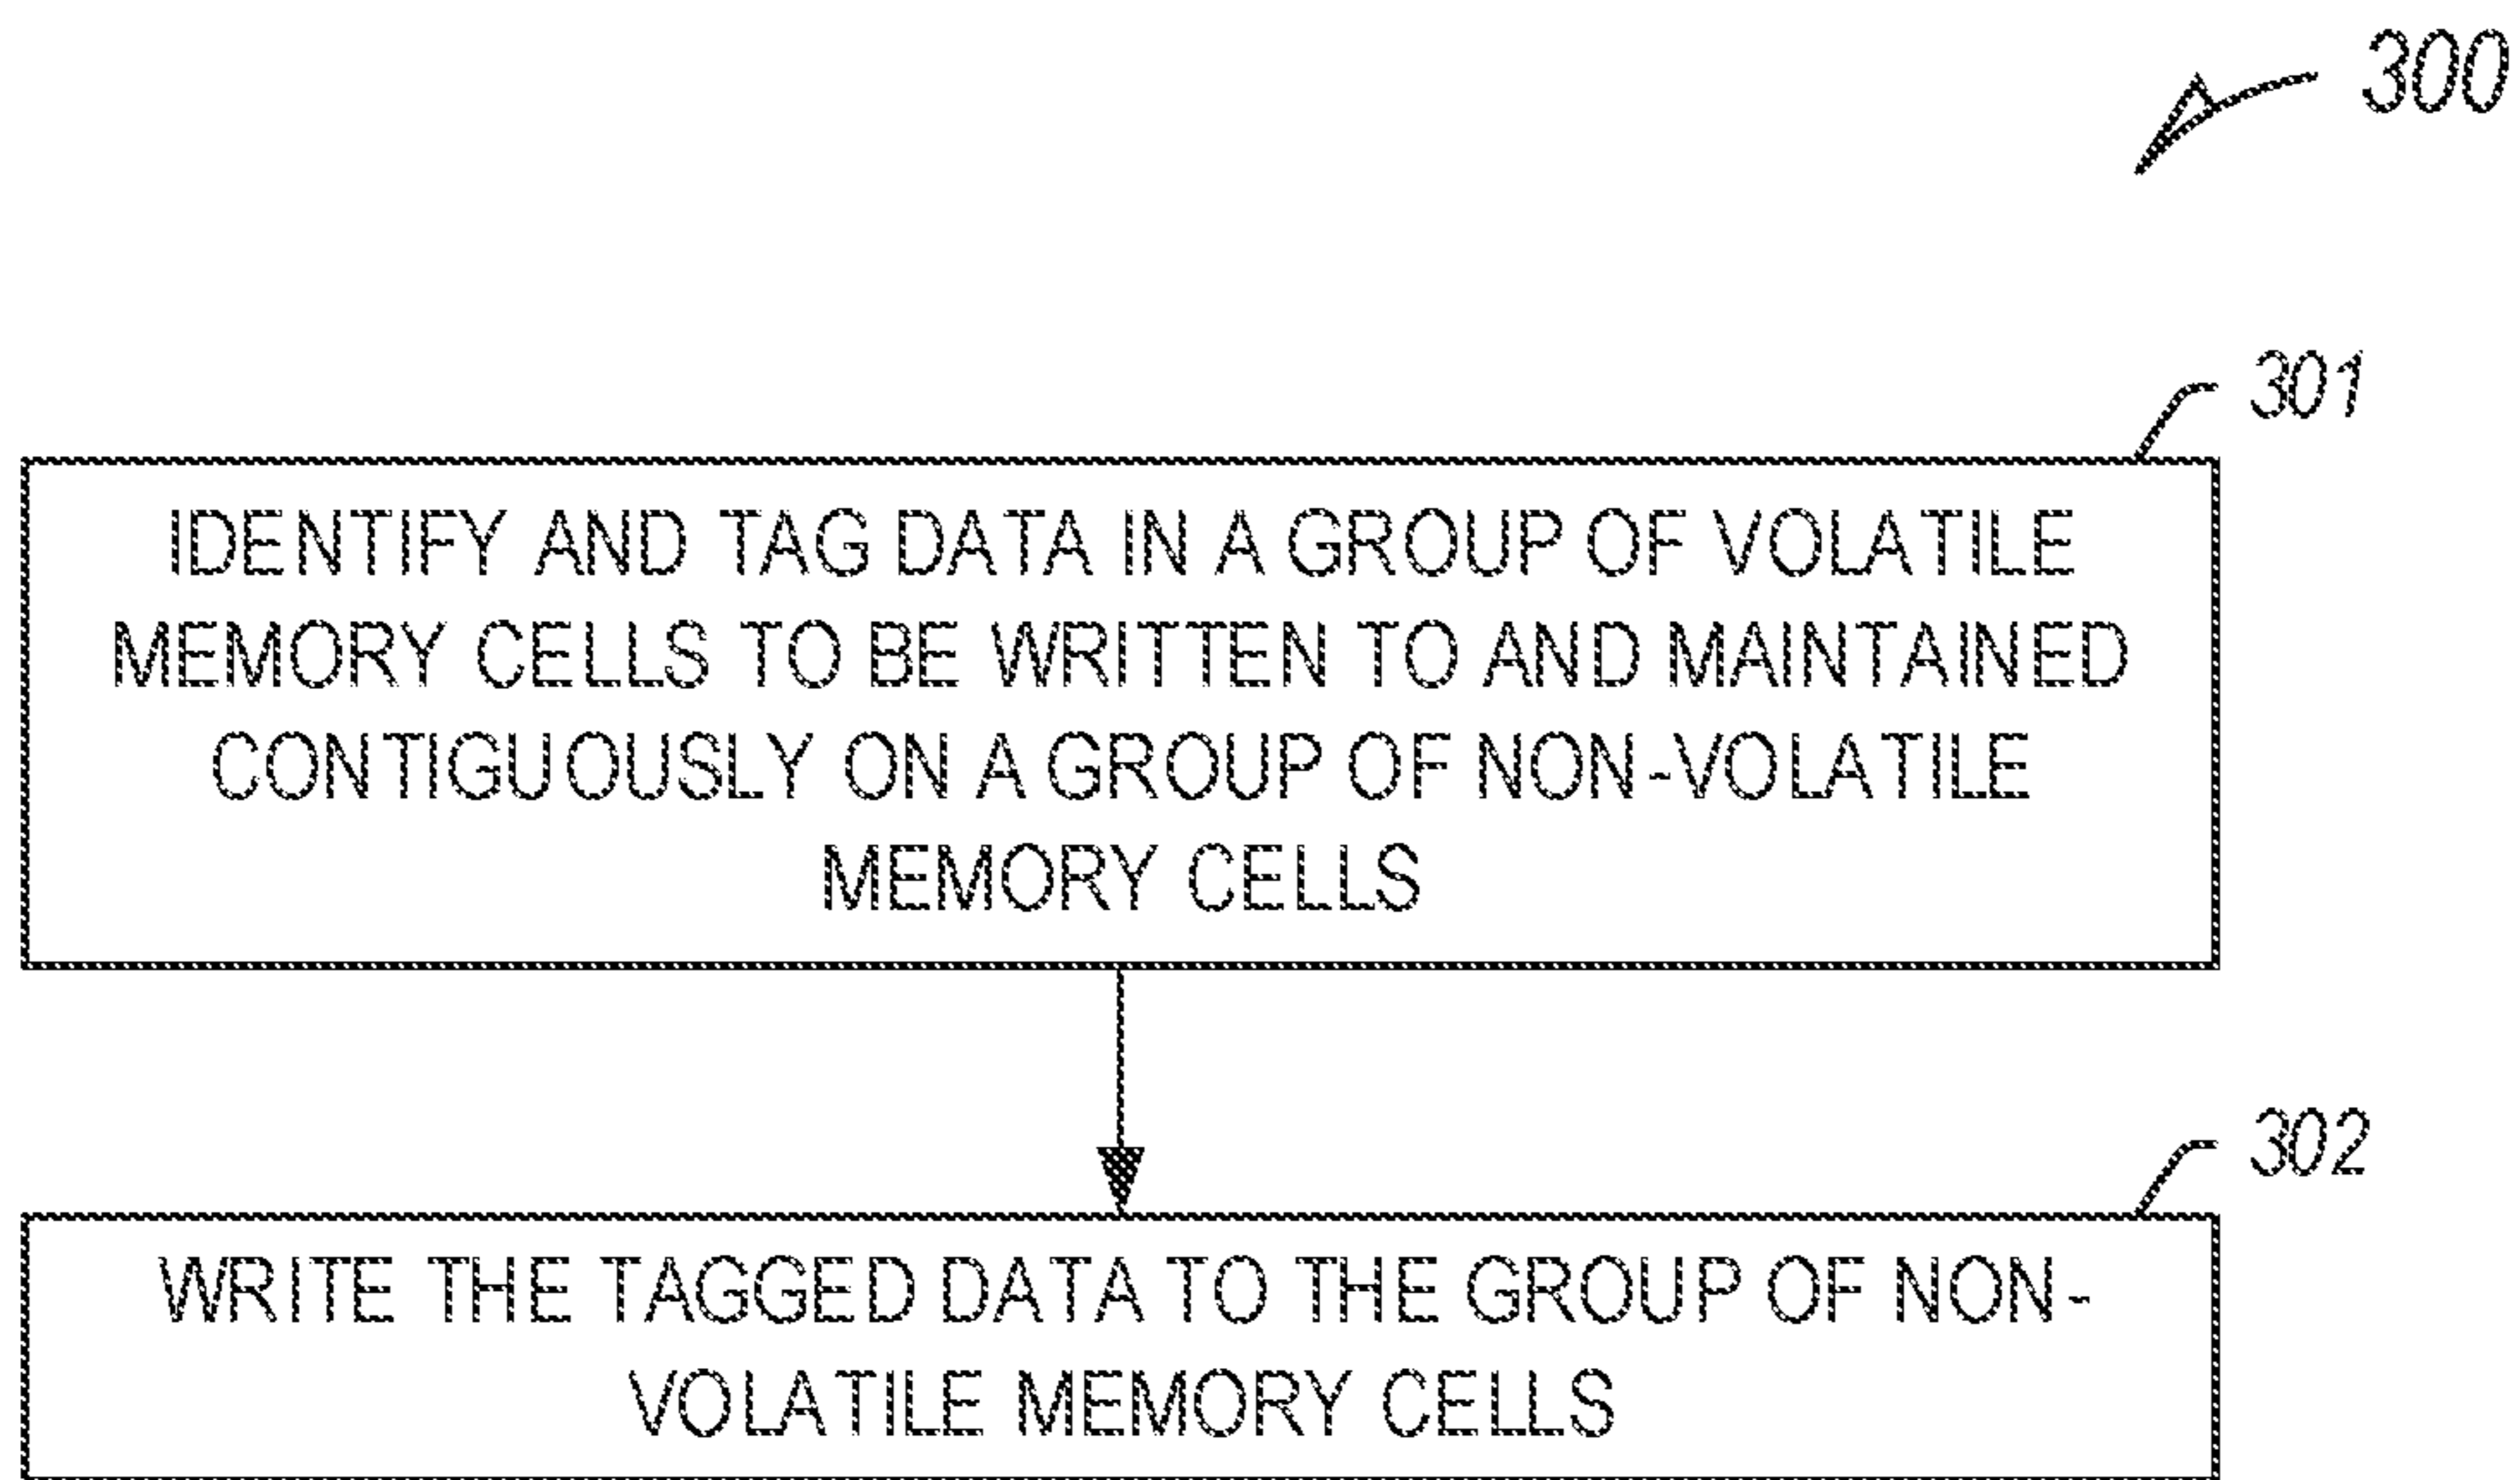 300
301
IDENTIFY AND TAG DATA IN A GROUP OF VOLATILE
MEMORY CELLS TO BE WRITTEN TO AND MAINTAINED
CONTIGUOUSLY ON A GROUP OF NON-VOLATILE
MEMORY CELLS
302
WRITE THE TAGGED DATA TO THE GROUP OF NON-
VOLATILE MEMORY CELLS